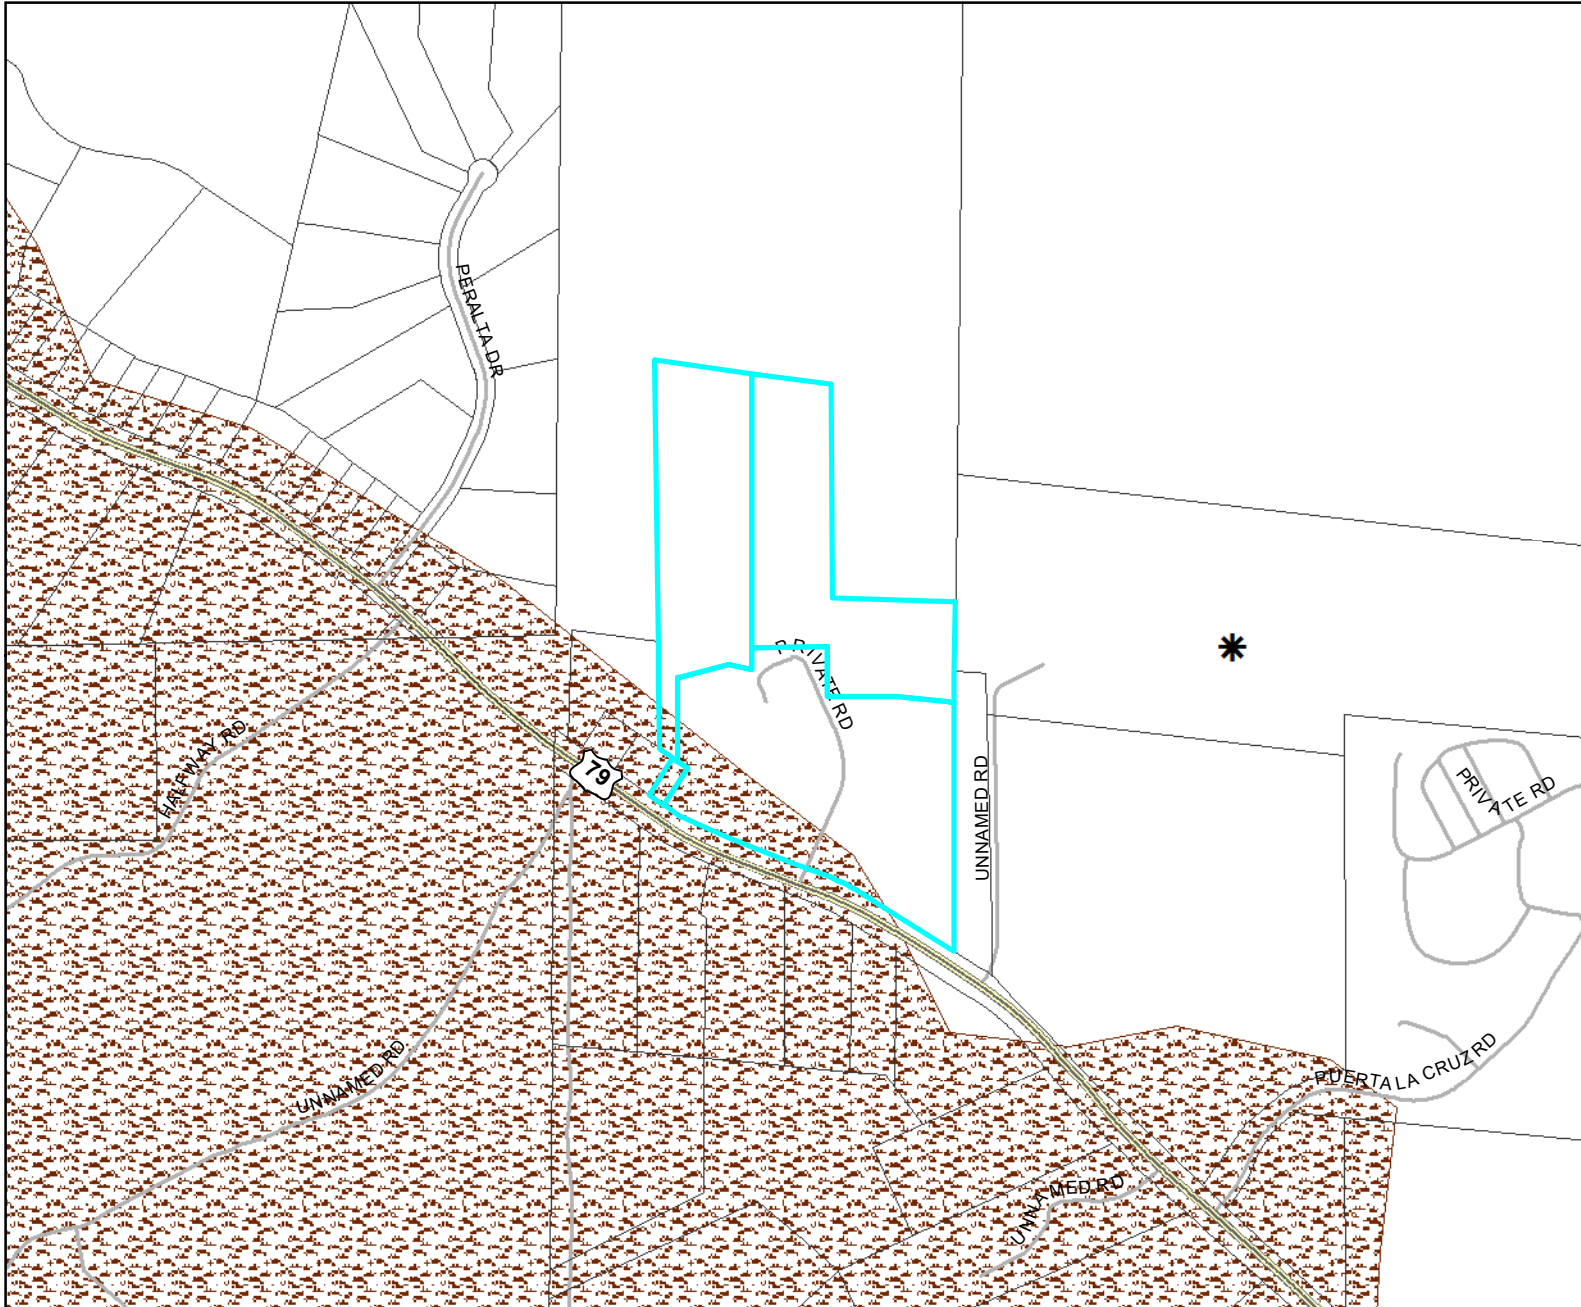 PERALTA DR
PRIVATE RD
HALFWAY RD
79
UNNAMED RD
PRIVATE RD
UNNAMED RD
PUERTA LA CRUZ RD
UNNAMED RD